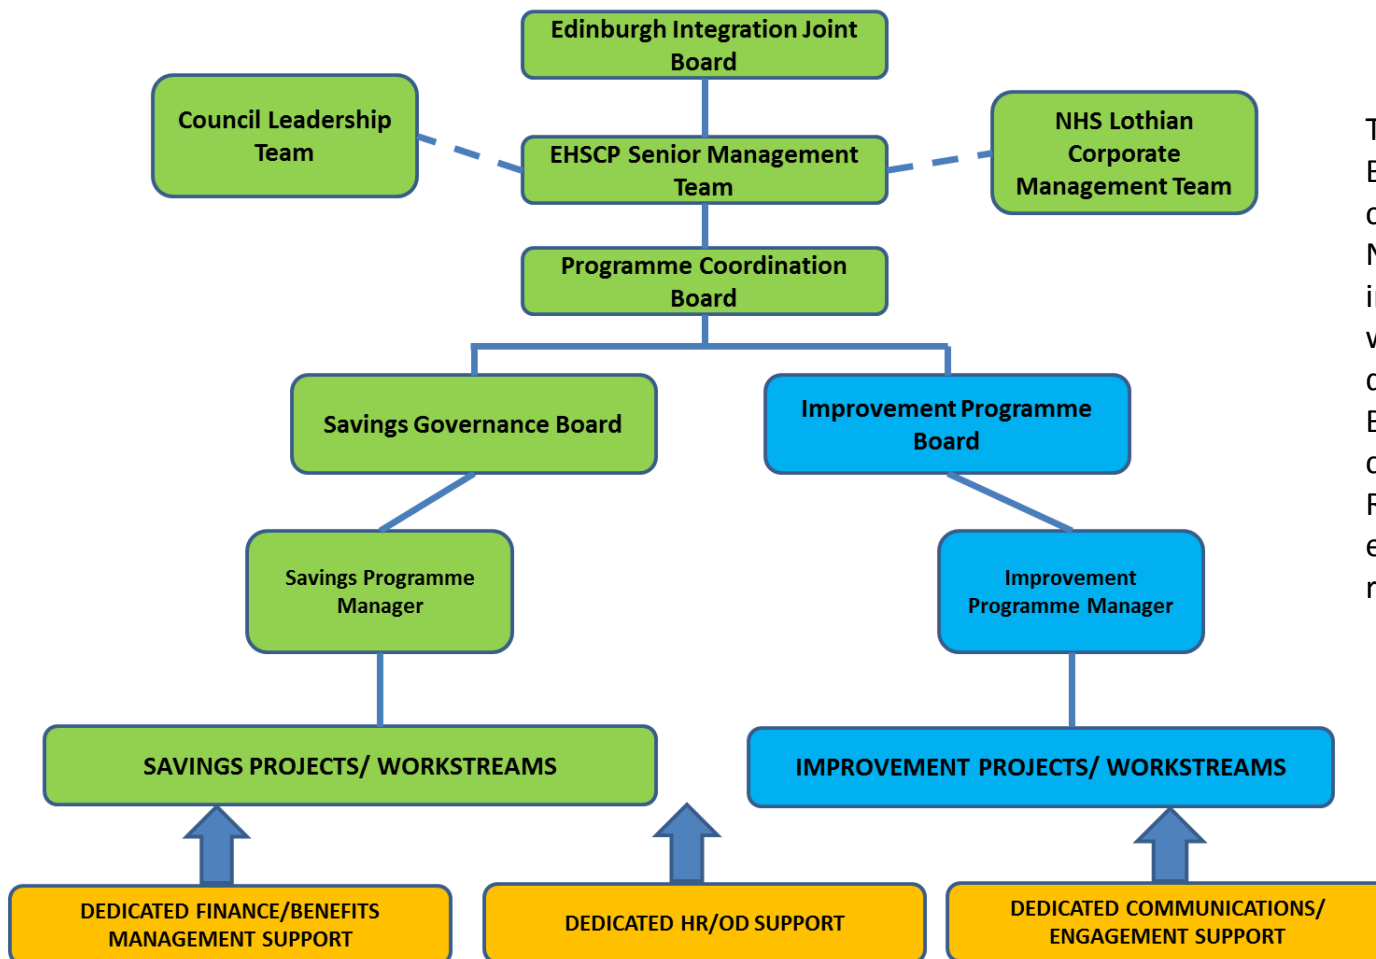 Edinburgh Integration Joint
Board
Council Leadership
Team
EHSCP Senior Management
Team
NHS Lothian
Corporate
Management Team
Programme Coordination
Board
Savings Governance Board
Improvement Programme
Board
Savings Programme
Manager
Improvement
Programme Manager
SAVINGS PROJECTS/ WORKSTREAMS
IMPROVEMENT PROJECTS/ WORKSTREAMS
DEDICATED FINANCE/BENEFITS
MANAGEMENT SUPPORT
DEDICATED HR/OD SUPPORT
DEDICATED COMMUNICATIONS/
ENGAGEMENT SUPPORT